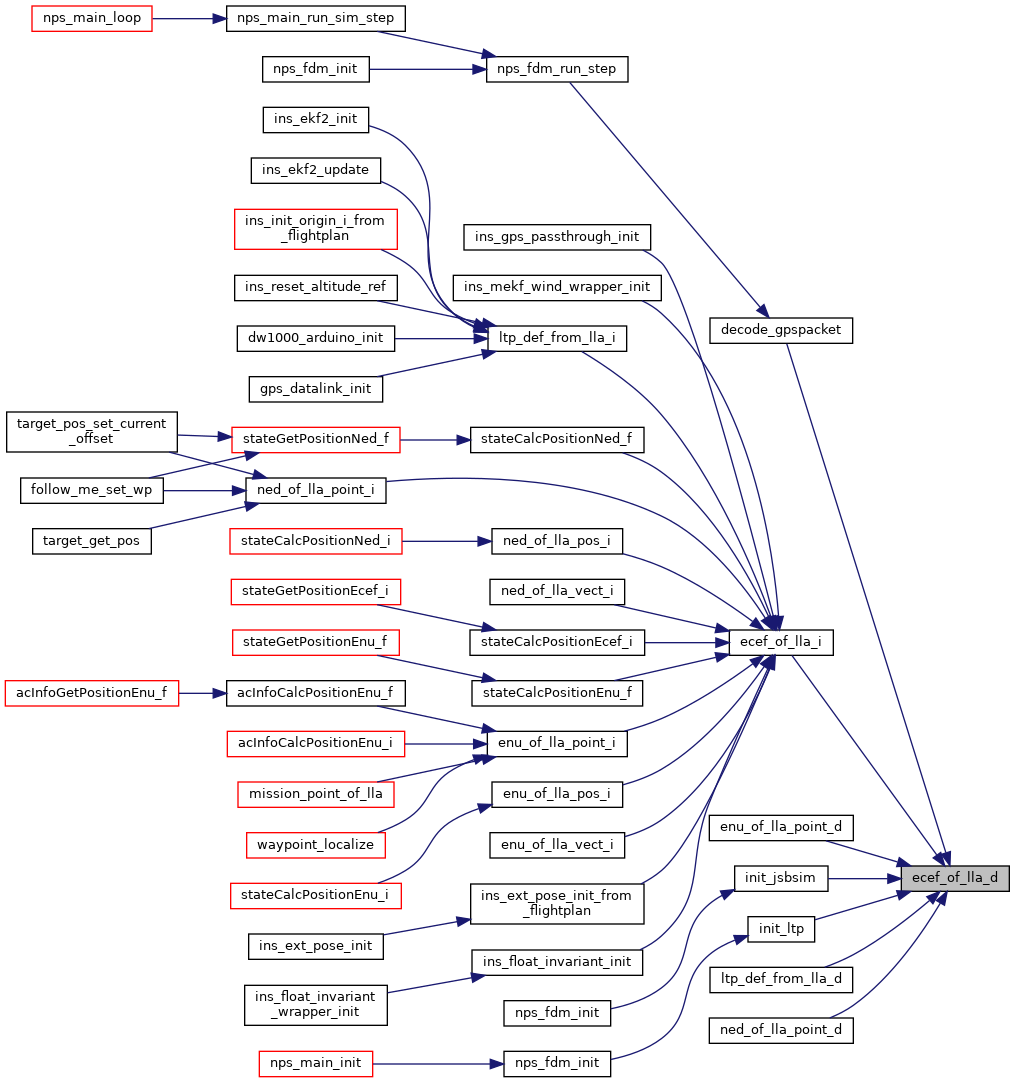 nps_main_loop
nps_main_run_sim_step
nps_fdm_init
nps_fdm_run_step
ins_ekf2_init
ins_ekf2_update
ins_init_origin_i_from
_flightplan
ins_gps_passthrough_init
ins_reset_altitude_ref
ins_mekf_wind_wrapper_init
dw1000_arduino_init
ltp_def_from_lla_i
decode_gpspacket
gps_datalink_init
target_pos_set_current
_offset
stateGetPositionNed_f
stateCalcPositionNed_f
follow_me_set_wp
ned_of_lla_point_i
target_get_pos
stateCalcPositionNed_i
ned_of_lla_pos_i
stateGetPositionEcef_i
ned_of_lla_vect_i
stateGetPositionEnu_f
stateCalcPositionEcef_i
ecef_of_lla_i
acInfoGetPositionEnu_f
acInfoCalcPositionEnu_f
stateCalcPositionEnu_f
acInfoCalcPositionEnu_i
enu_of_lla_point_i
mission_point_of_lla
enu_of_lla_pos_i
waypoint_localize
enu_of_lla_vect_i
enu_of_lla_point_d
stateCalcPositionEnu_i
ins_ext_pose_init_from
_flightplan
init_jsbsim
ecef_of_lla_d
ins_ext_pose_init
init_ltp
ins_float_invariant_init
ltp_def_from_lla_d
ins_float_invariant
_wrapper_init
nps_fdm_init
ned_of_lla_point_d
nps_main_init
nps_fdm_init